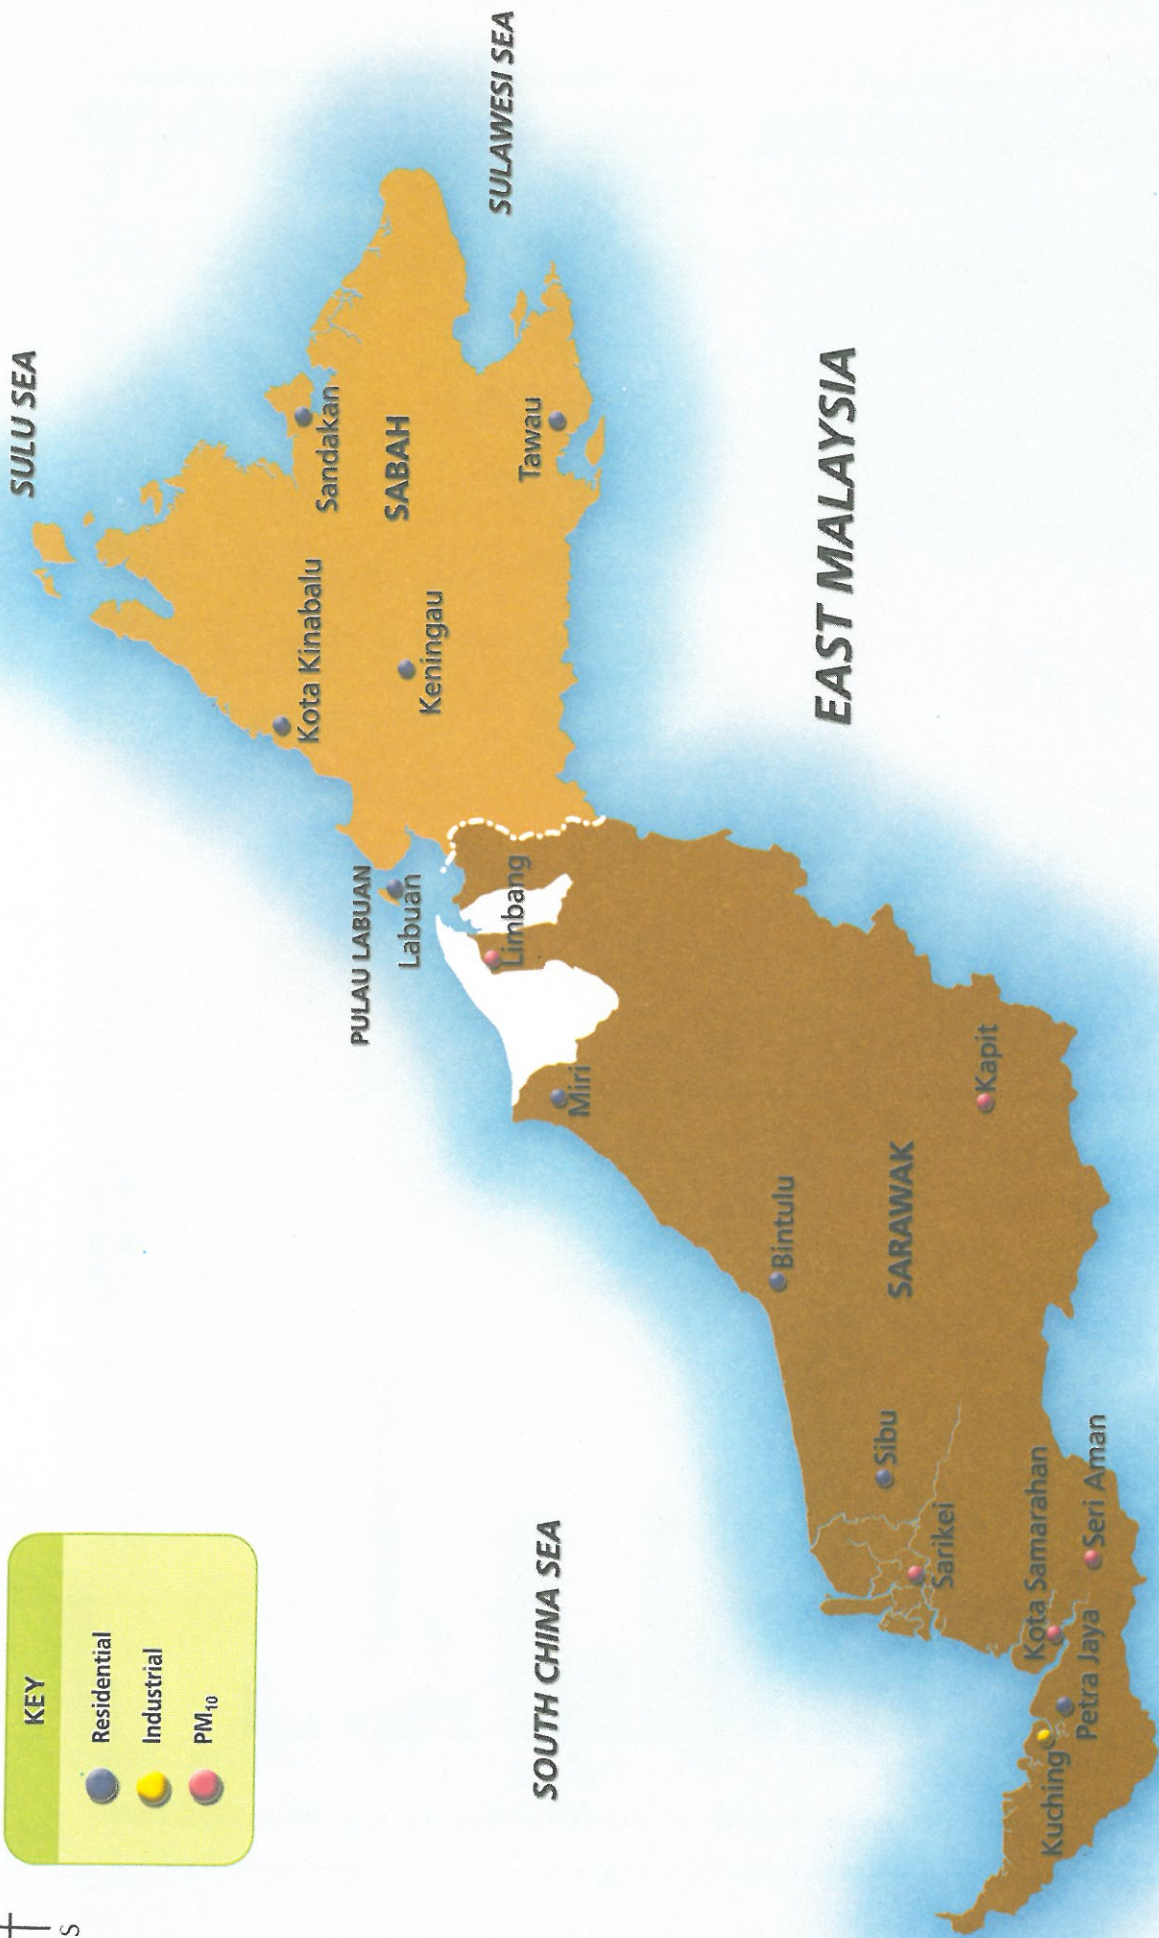 KEY
Residential
Industrial
PM₁₀
S
SULU SEA
SULAWESI SEA
SOUTH CHINA SEA
EAST MALAYSIA
PULAU LABUAN
Labuan
Kota Kinabalu
Keningau
Sandakan
SABAH
Tawau
Limbang
Miri
Bintulu
SARAWAK
Kapit
Sibu
Sarikei
Kota Samarahan
Seri Aman
Petra Jaya
Kuching